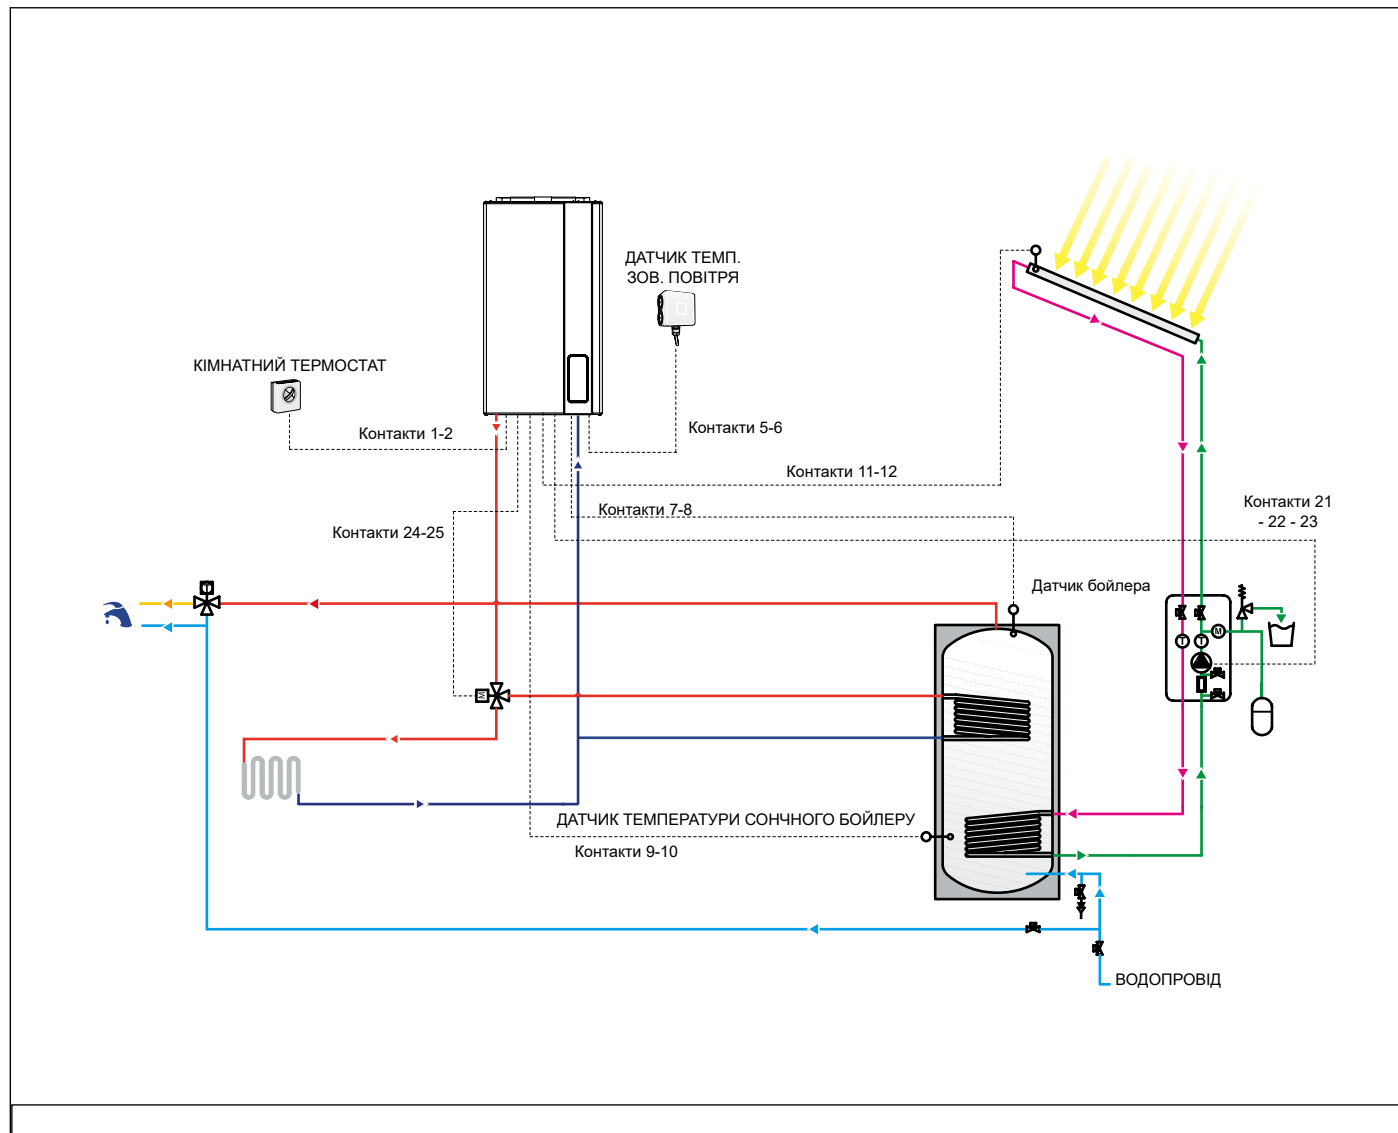 ДАТЧИК ТЕМП.
ЗОВ. ПОВІТРЯ
КІМНАТНИЙ ТЕРМОСТАТ
Контакти 1-2
Контакти 5-6
Контакти 11-12
Контакти 7-8
Контакти 21
- 22 - 23
Контакти 24-25
Датчик бойлера
M
T
T
M
ДАТЧИК ТЕМПЕРАТУРИ СОНЧНОГО БОЙЛЕРУ
Контакти 9-10
ВОДОПРОВІД